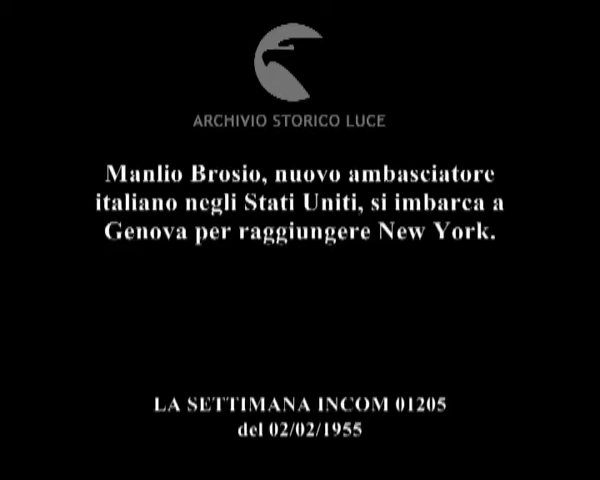 ARCHIVIO STORICO LUCE
Manlio Brosio, nuovo ambasciatore
italiano negli Stati Uniti, si imbarca a
Genova per raggiungere New York.
LA SETTIMANA INCOM 01205
del 02/02/1955